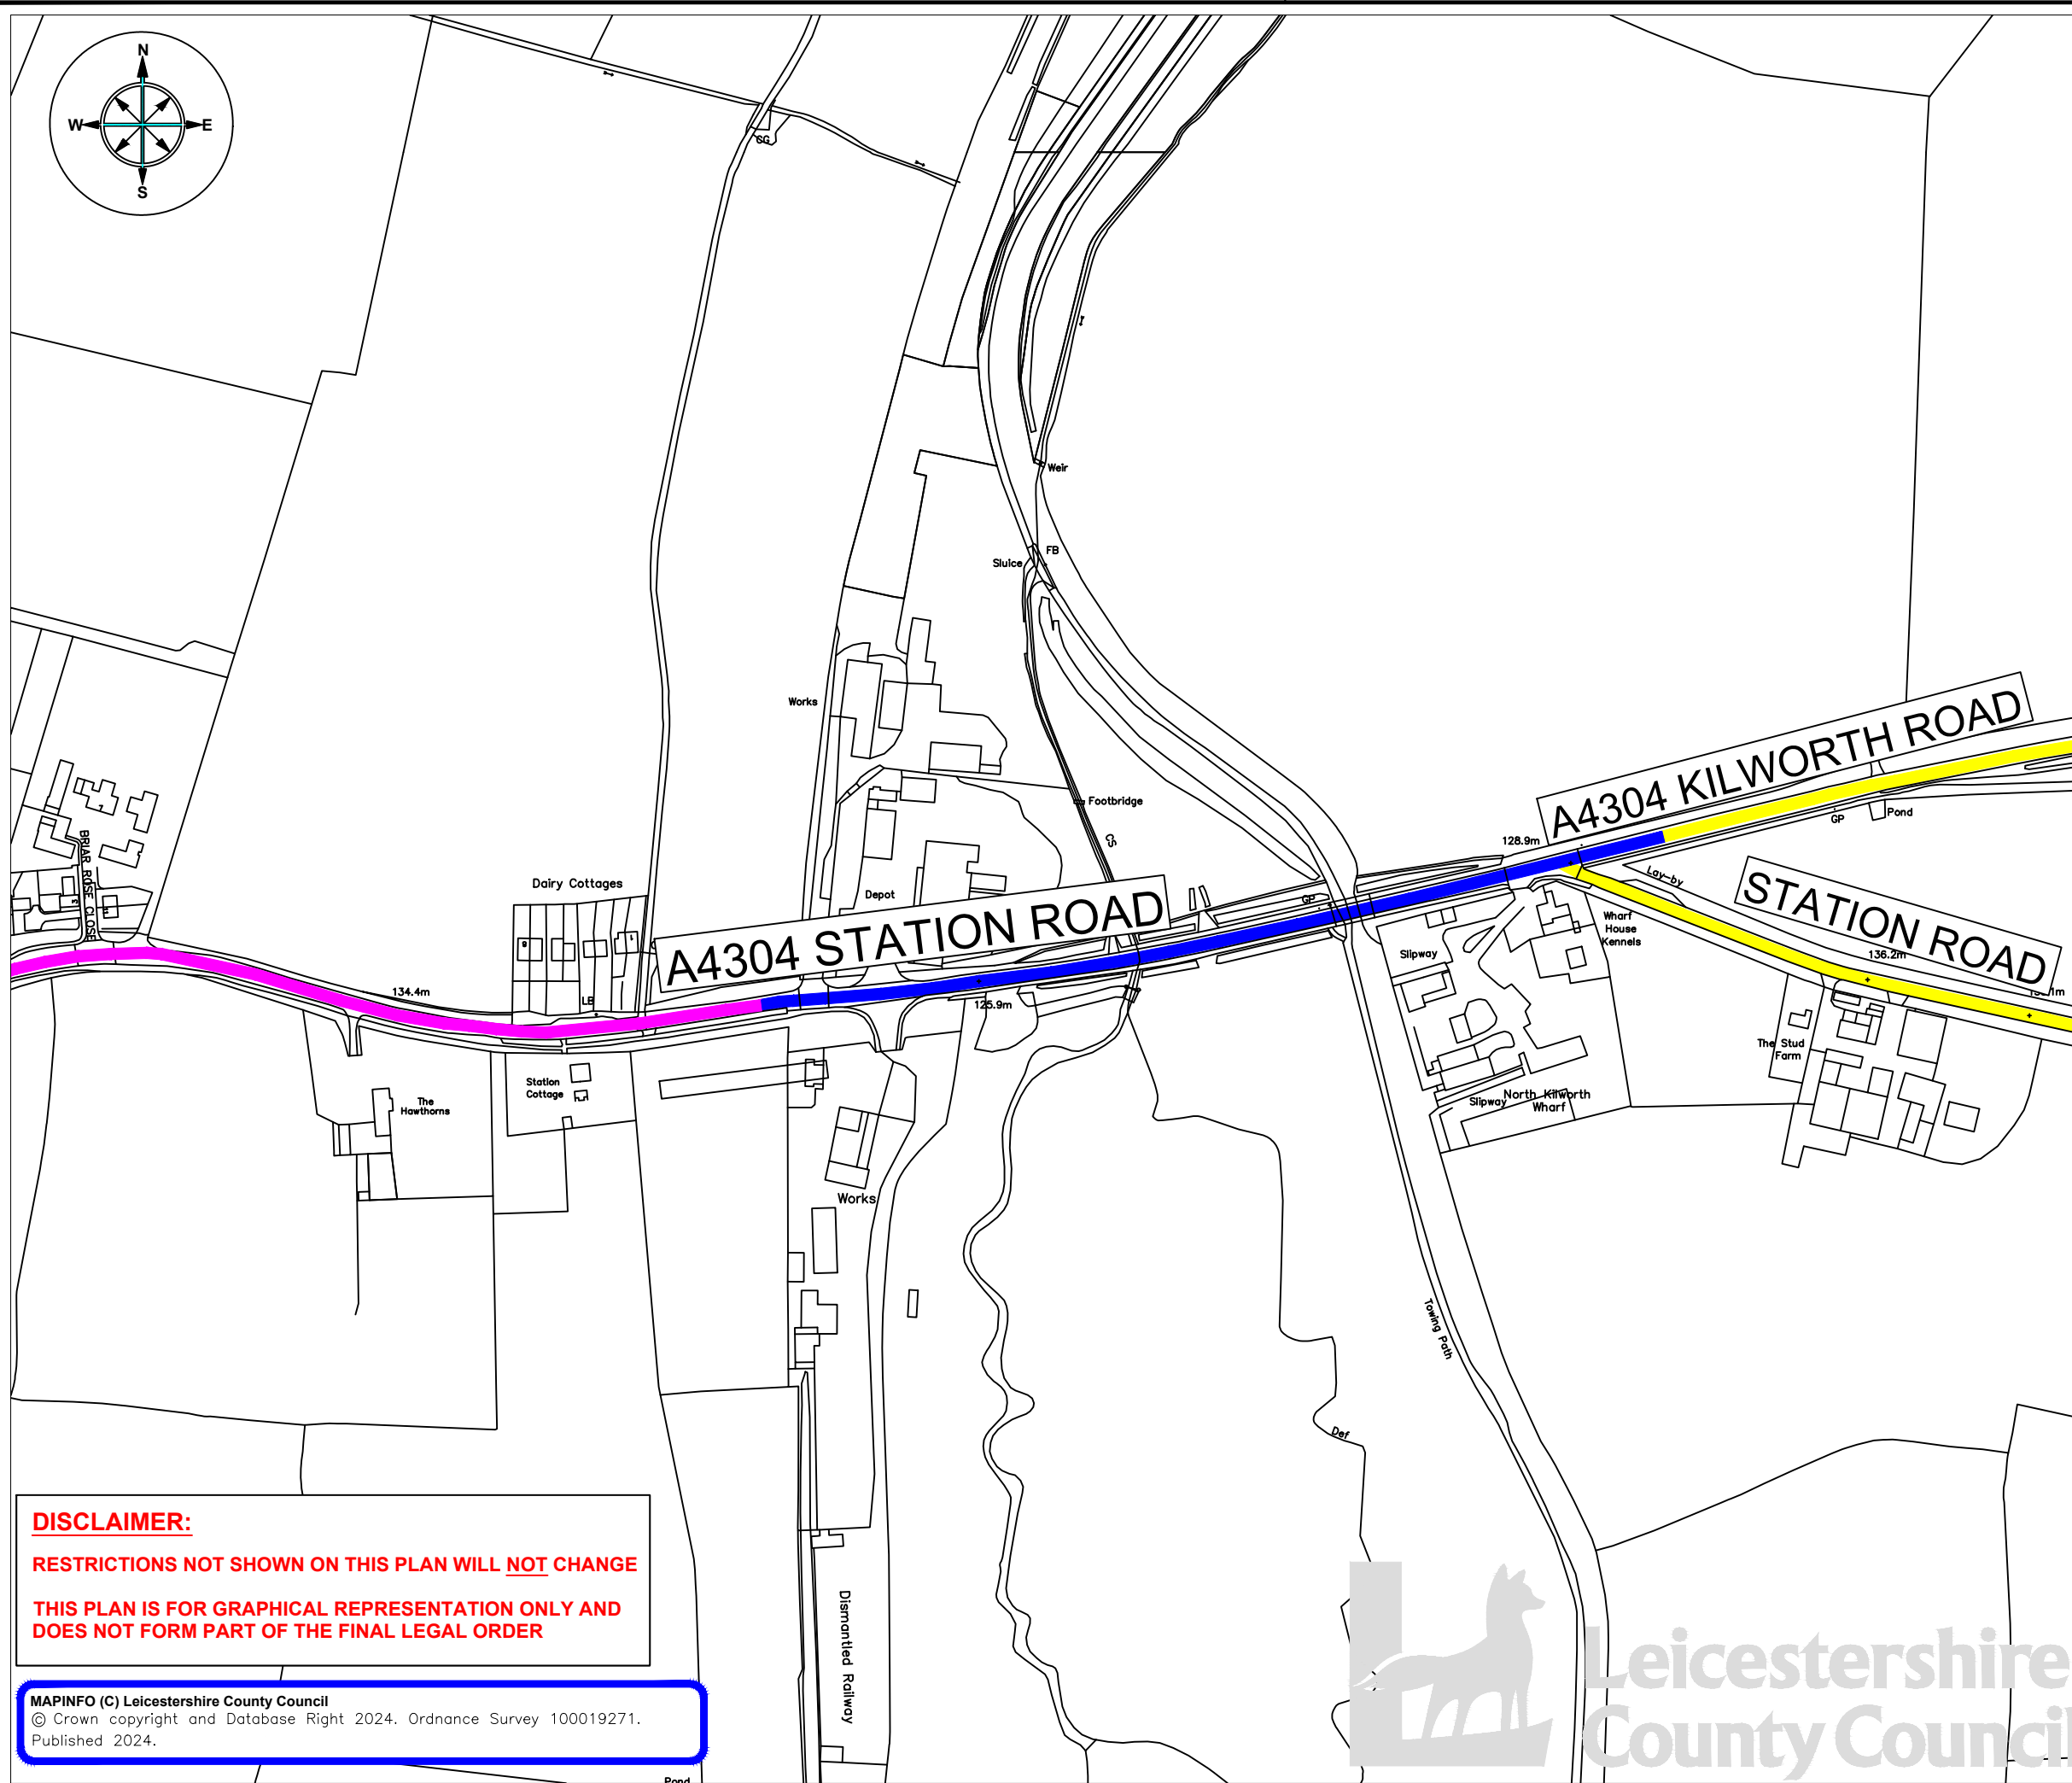 N
W
E
S
GG
Weir
FB
Sluice
Works
Footbridge
CS
A4304 KILWORTH ROAD
128.9m
GP
Pond
BRIAR ROSE CLOSE
Dairy Cottages
Depot
Lay-by
STATION ROAD
A4304 STATION ROAD
GP
Slipway
Wharf
House
Kennels
136.2m
134.4m
LB
125.9m
The Stud
Farm
Station
Cottage
The
Hawthorns
Slipway
North Kilworth
Wharf
Works
Towing Path
Def
DISCLAIMER:
RESTRICTIONS NOT SHOWN ON THIS PLAN WILL NOT CHANGE
THIS PLAN IS FOR GRAPHICAL REPRESENTATION ONLY AND
DOES NOT FORM PART OF THE FINAL LEGAL ORDER
Dismantled Railway
MAPINFO (C) Leicestershire County Council
© Crown copyright and Database Right 2024. Ordnance Survey 100019271.
Published 2024.
Pond
Leicestershire
County Council